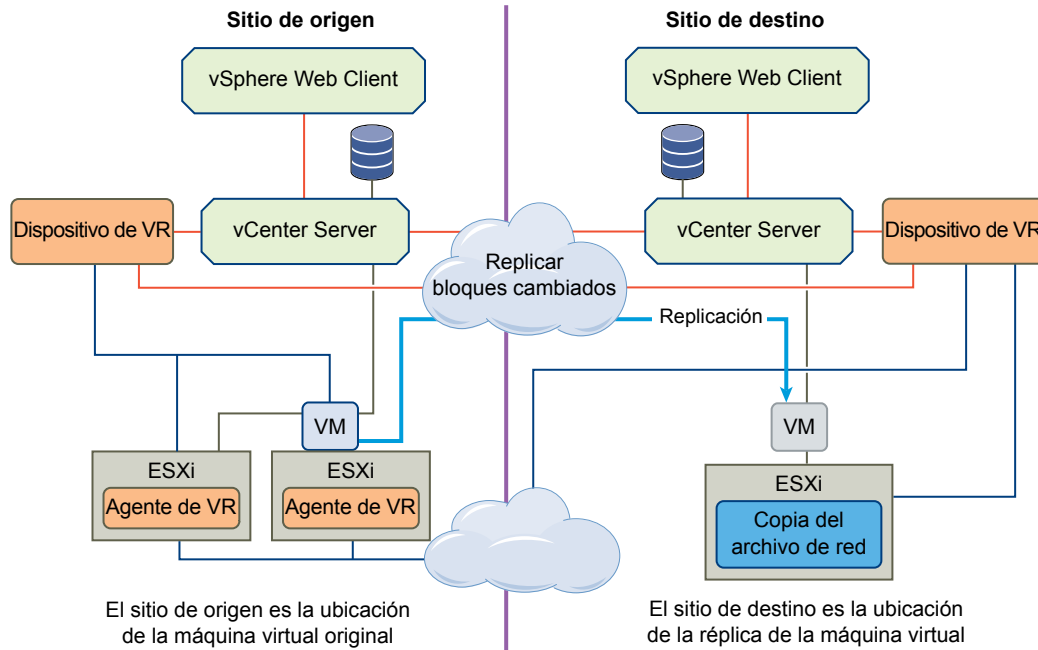 Sitio de origen
Sitio de destino
vSphere Web Client
vSphere Web Client
Dispositivo de VR
vCenter Server
vCenter Server
Dispositivo de VR
Replicar
bloques cambiados
Replicación
VM
VM
ESXi
Agente de VR
ESXi
Agente de VR
ESXi
Copia del
archivo de red
El sitio de origen es la ubicación
de la máquina virtual original
El sitio de destino es la ubicación
de la réplica de la máquina virtual